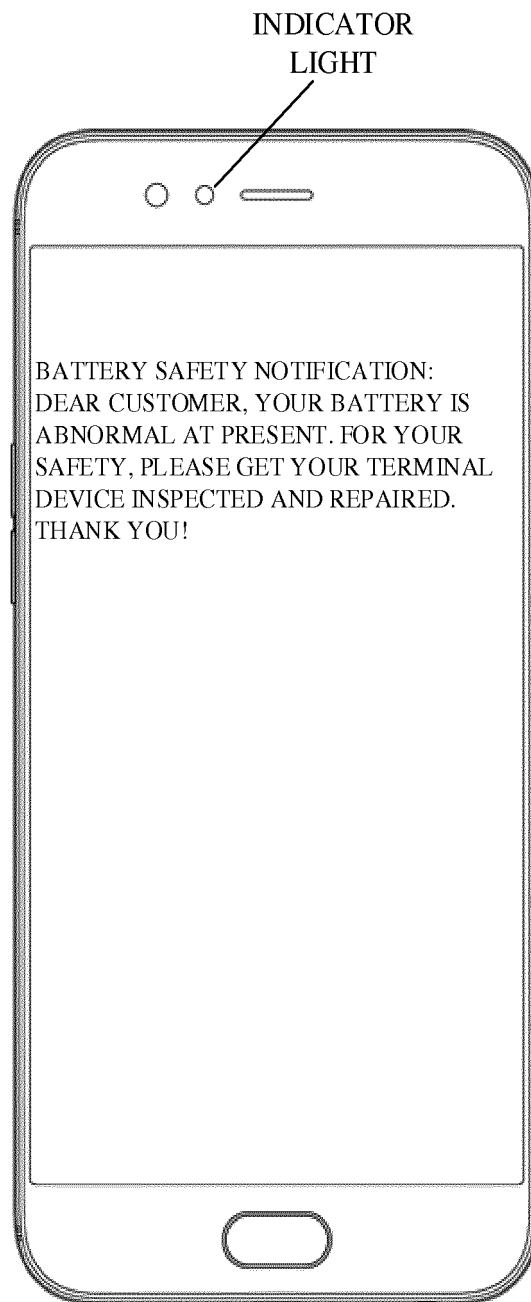 INDICATOR
LIGHT
BATTERY SAFETY NOTIFICATION:
DEAR CUSTOMER, YOUR BATTERY IS
ABNORMAL AT PRESENT. FOR YOUR
SAFETY, PLEASE GET YOUR TERMINAL
DEVICE INSPECTED AND REPAIRED.
THANK YOU!